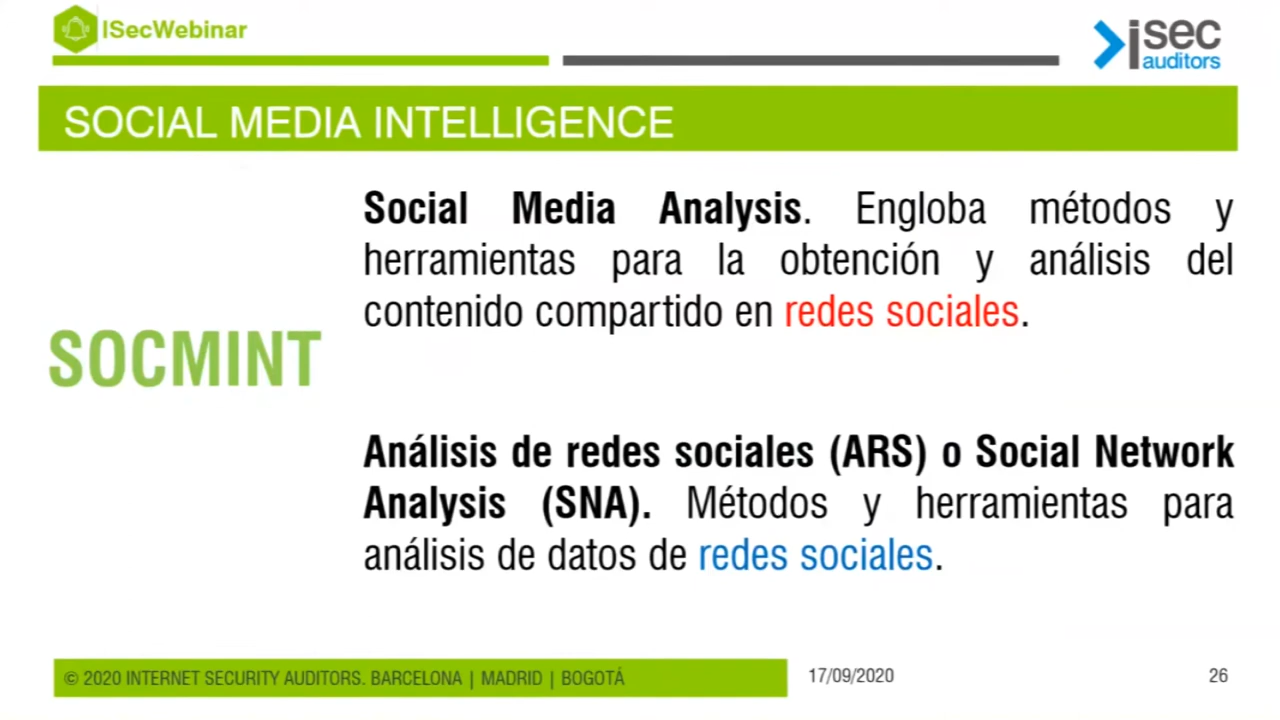 ISecWebinar
isec
auditors
SOCIAL MEDIA INTELLIGENCE
Social Media Analysis. Engloba métodos y
herramientas para la obtención y análisis del
contenido compartido en redes sociales.
SOCMINT
Análisis de redes sociales (ARS) o Social Network
Analysis (SNA). Métodos y herramientas para
análisis de datos de redes sociales.
© 2020 INTERNET SECURITY AUDITORS. BARCELONA | MADRID | BOGOTÁ
17/09/2020
26